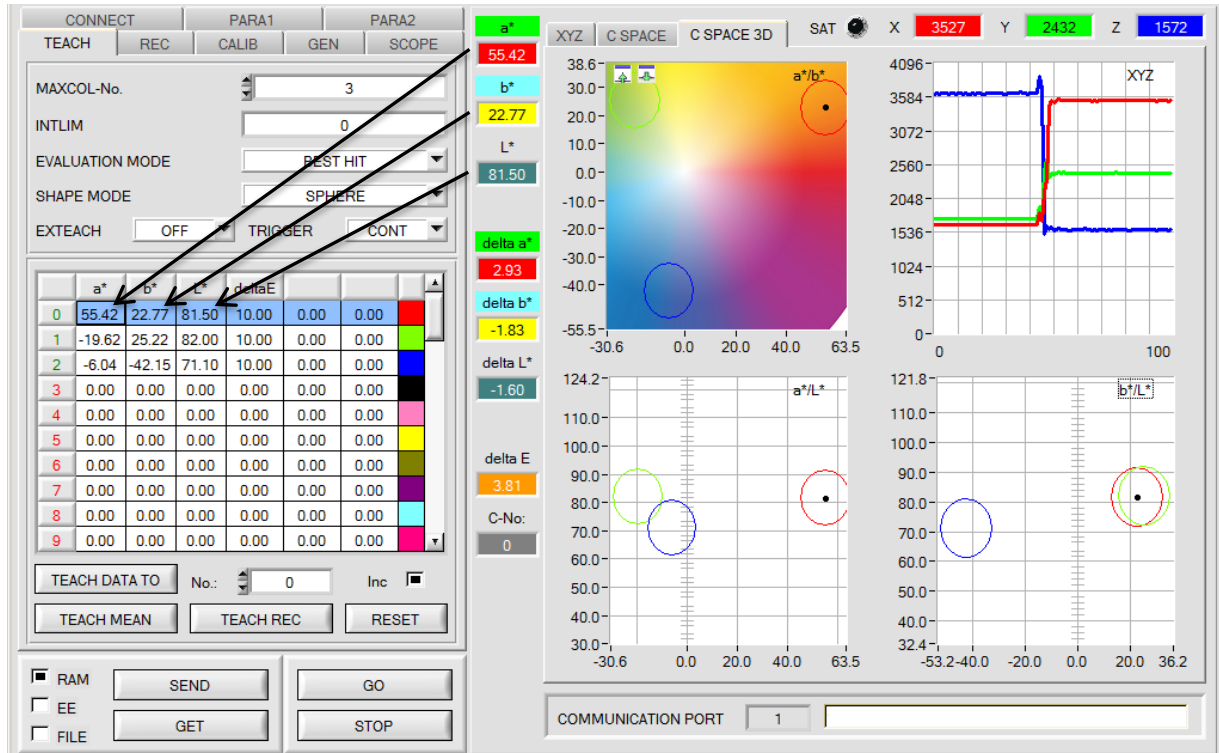 CONNECT PARA1 PARA2
TEACH REC CALIB GEN SCOPE
MAXCOL-No. 3
INTLIM 0
EVALUATION MODE BEST HIT
SHAPE MODE SPHERE
EXTEACH OFF TRIGGER CONT
a* b* L* deltaE
0 55.42 22.77 81.50 10.00 0.00 0.00
1 -19.62 25.22 82.00 10.00 0.00 0.00
2 -6.04 -42.15 71.10 10.00 0.00 0.00
3 0.00 0.00 0.00 0.00 0.00 0.00
4 0.00 0.00 0.00 0.00 0.00 0.00
5 0.00 0.00 0.00 0.00 0.00 0.00
6 0.00 0.00 0.00 0.00 0.00 0.00
7 0.00 0.00 0.00 0.00 0.00 0.00
8 0.00 0.00 0.00 0.00 0.00 0.00
9 0.00 0.00 0.00 0.00 0.00 0.00
TEACH DATA TO No.: 0 Inc
TEACH MEAN TEACH REC RESET
RAM
EE
FILE
SEND
GET
GO
STOP
a*
55.42
b*
22.77
L*
81.50
delta a*
2.93
delta b*
-1.83
delta L*
-1.60
delta E
3.81
C-No:
0
XYZ C SPACE C SPACE 3D SAT X 3527 Y 2432 Z 1572
a*/b*
38.6
30.0
20.0
10.0
0.0
-10.0
-20.0
-30.0
-40.0
-55.5
-30.6 0.0 20.0 40.0 63.5
XYZ
4096
3584
3072
2560
2048
1536
1024
512
0
0 100
a*/L*
124.2
110.0
100.0
90.0
80.0
70.0
60.0
50.0
40.0
30.0
-30.6 0.0 20.0 40.0 63.5
b*/L*
121.8
110.0
100.0
90.0
80.0
70.0
60.0
50.0
40.0
32.4
-53.2 -40.0 -20.0 0.0 20.0 36.2
COMMUNICATION PORT 1